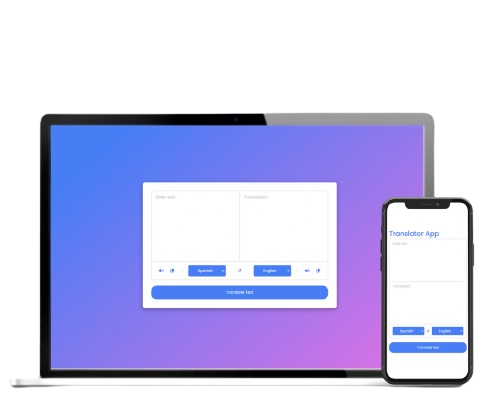 Enter text
Translation
Spanish
English
Translate text
Translator App
Enter text
Translation
Spanish
English
Translate text